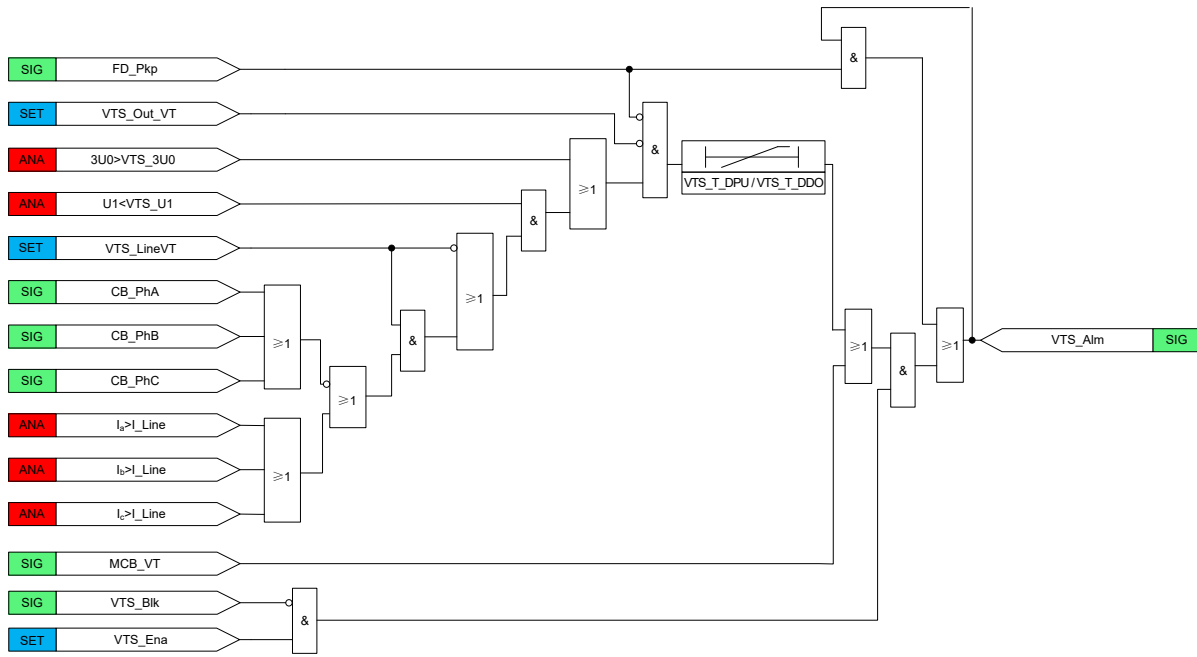 SIG FD_Pkp
&
SET VTS_Out_VT
&
ANA 3U0>VTS_3U0
VTS_T_DPU / VTS_T_DDO
≥1
ANA U1<VTS_U1
&
SET VTS_LineVT
SIG CB_PhA
≥1
&
SIG CB_PhB
≥1
≥1
≥1
VTS_Alm SIG
&
SIG CB_PhC
≥1
ANA Iₐ>I_Line
ANA I_b>I_Line
≥1
ANA I_c>I_Line
SIG MCB_VT
SIG VTS_Blk
&
SET VTS_Ena